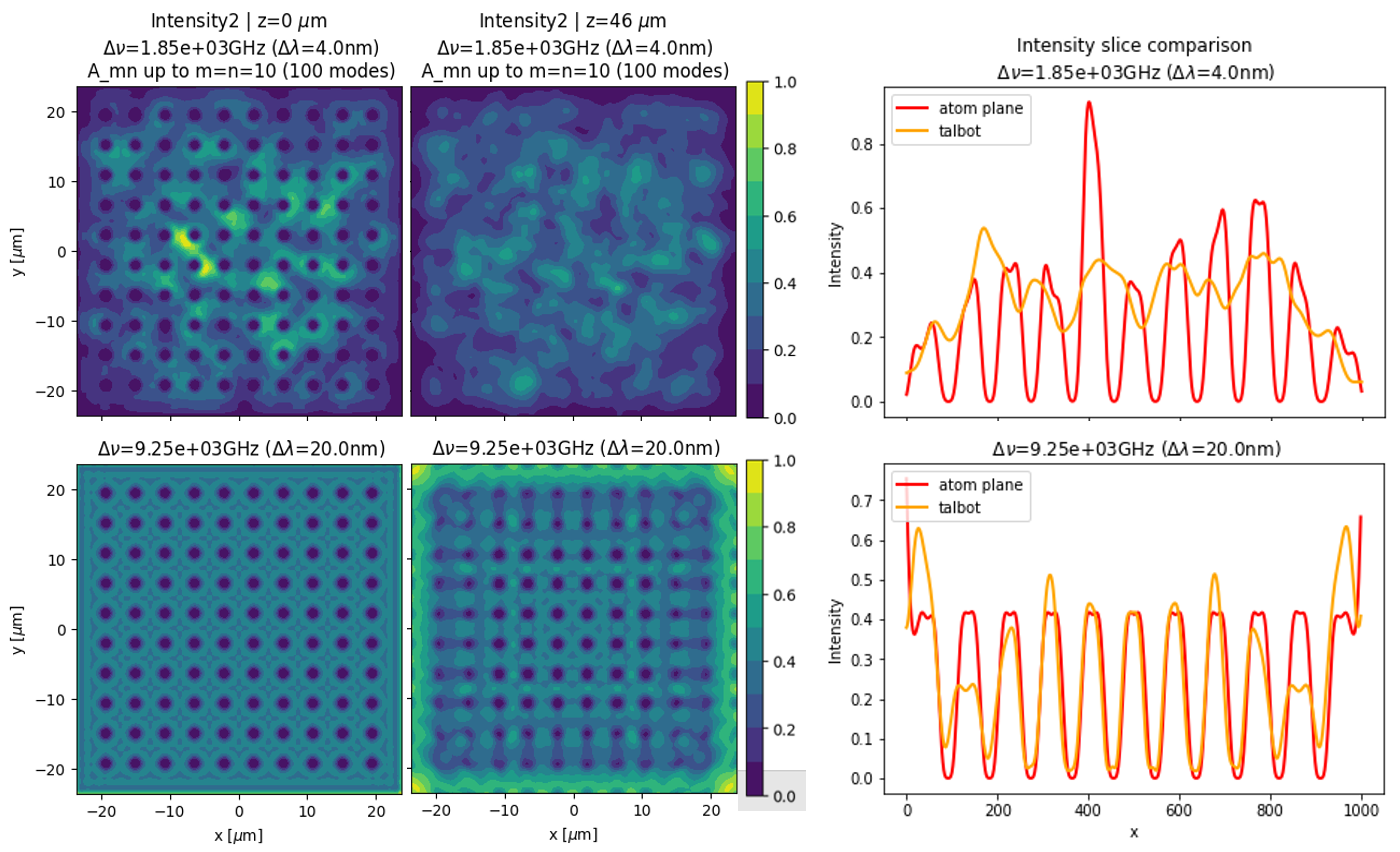 Intensity2 | z=0 μm
Δν=1.85e+03GHz (Δλ=4.0nm)
A_mn up to m=n=10 (100 modes)
Intensity2 | z=46 μm
Δν=1.85e+03GHz (Δλ=4.0nm)
A_mn up to m=n=10 (100 modes)
20
10
0
−10
−20
y [μm]
1.0
0.8
0.6
0.4
0.2
0.0
Intensity slice comparison
Δν=1.85e+03GHz (Δλ=4.0nm)
atom plane
talbot
0.8
0.6
0.4
0.2
0.0
Intensity
Δν=9.25e+03GHz (Δλ=20.0nm)
20
10
0
−10
−20
y [μm]
−20
−10
0
10
20
x [μm]
−20
−10
0
10
20
x [μm]
1.0
0.8
0.6
0.4
0.2
0.0
Δν=9.25e+03GHz (Δλ=20.0nm)
atom plane
talbot
0.7
0.6
0.5
0.4
0.3
0.2
0.1
0.0
Intensity
0
200
400
600
800
1000
x